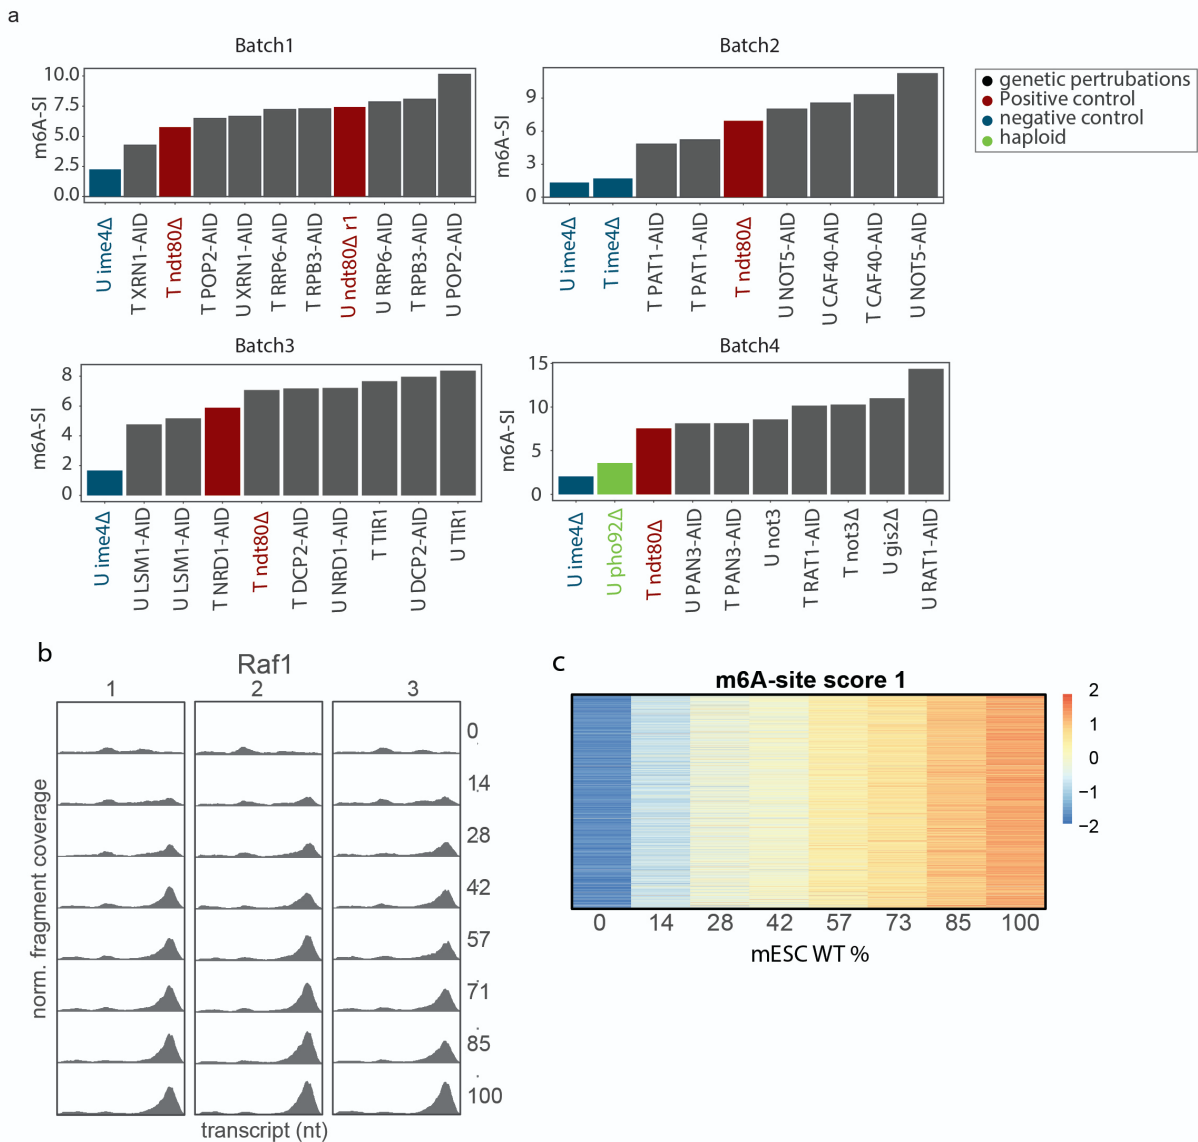 a
Batch1
m6A-SI
10.0
7.5
5.0
2.5
0.0
U ime4Δ
T XRN1-AID
T ndt80Δ
T POP2-AID
U XRN1-AID
T RRP6-AID
T RPB3-AID
U ndt80Δ r1
U RRP6-AID
T RPB3-AID
U POP2-AID
Batch2
m6A-SI
9
6
3
0
U ime4Δ
T ime4Δ
T PAT1-AID
T PAT1-AID
T ndt80Δ
U NOT5-AID
U CAF40-AID
T CAF40-AID
U NOT5-AID
genetic pertrubations
Positive control
negative control
haploid
Batch3
m6A-SI
8
6
4
2
0
U ime4Δ
U LSM1-AID
U LSM1-AID
T NRD1-AID
T ndt80Δ
T DCP2-AID
U NRD1-AID
T TIR1
U DCP2-AID
U TIR1
Batch4
m6A-SI
15
10
5
0
U ime4Δ
U pho92Δ
T ndt80Δ
U PAN3-AID
T PAN3-AID
U not3
T RAT1-AID
T not3Δ
U gis2Δ
U RAT1-AID
b
Raf1
1 2 3
norm. fragment coverage
0
14
28
42
57
71
85
100
transcript (nt)
c
m6A-site score 1
2
1
0
−1
−2
0 14 28 42 57 73 85 100
mESC WT %